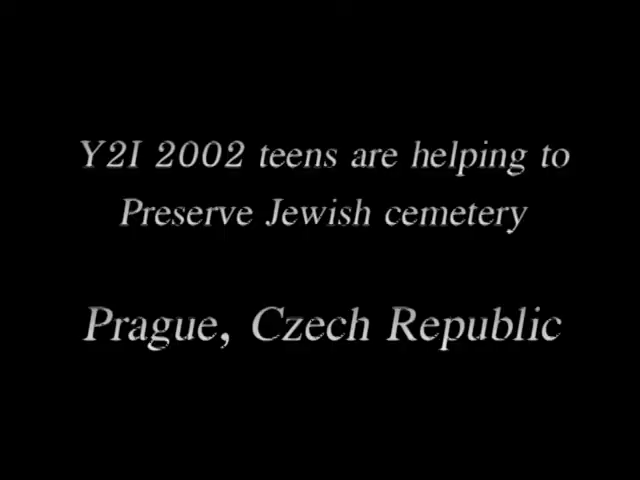 Y2I 2002 teens are helping to
Preserve Jewish cemetery
Prague, Czech Republic